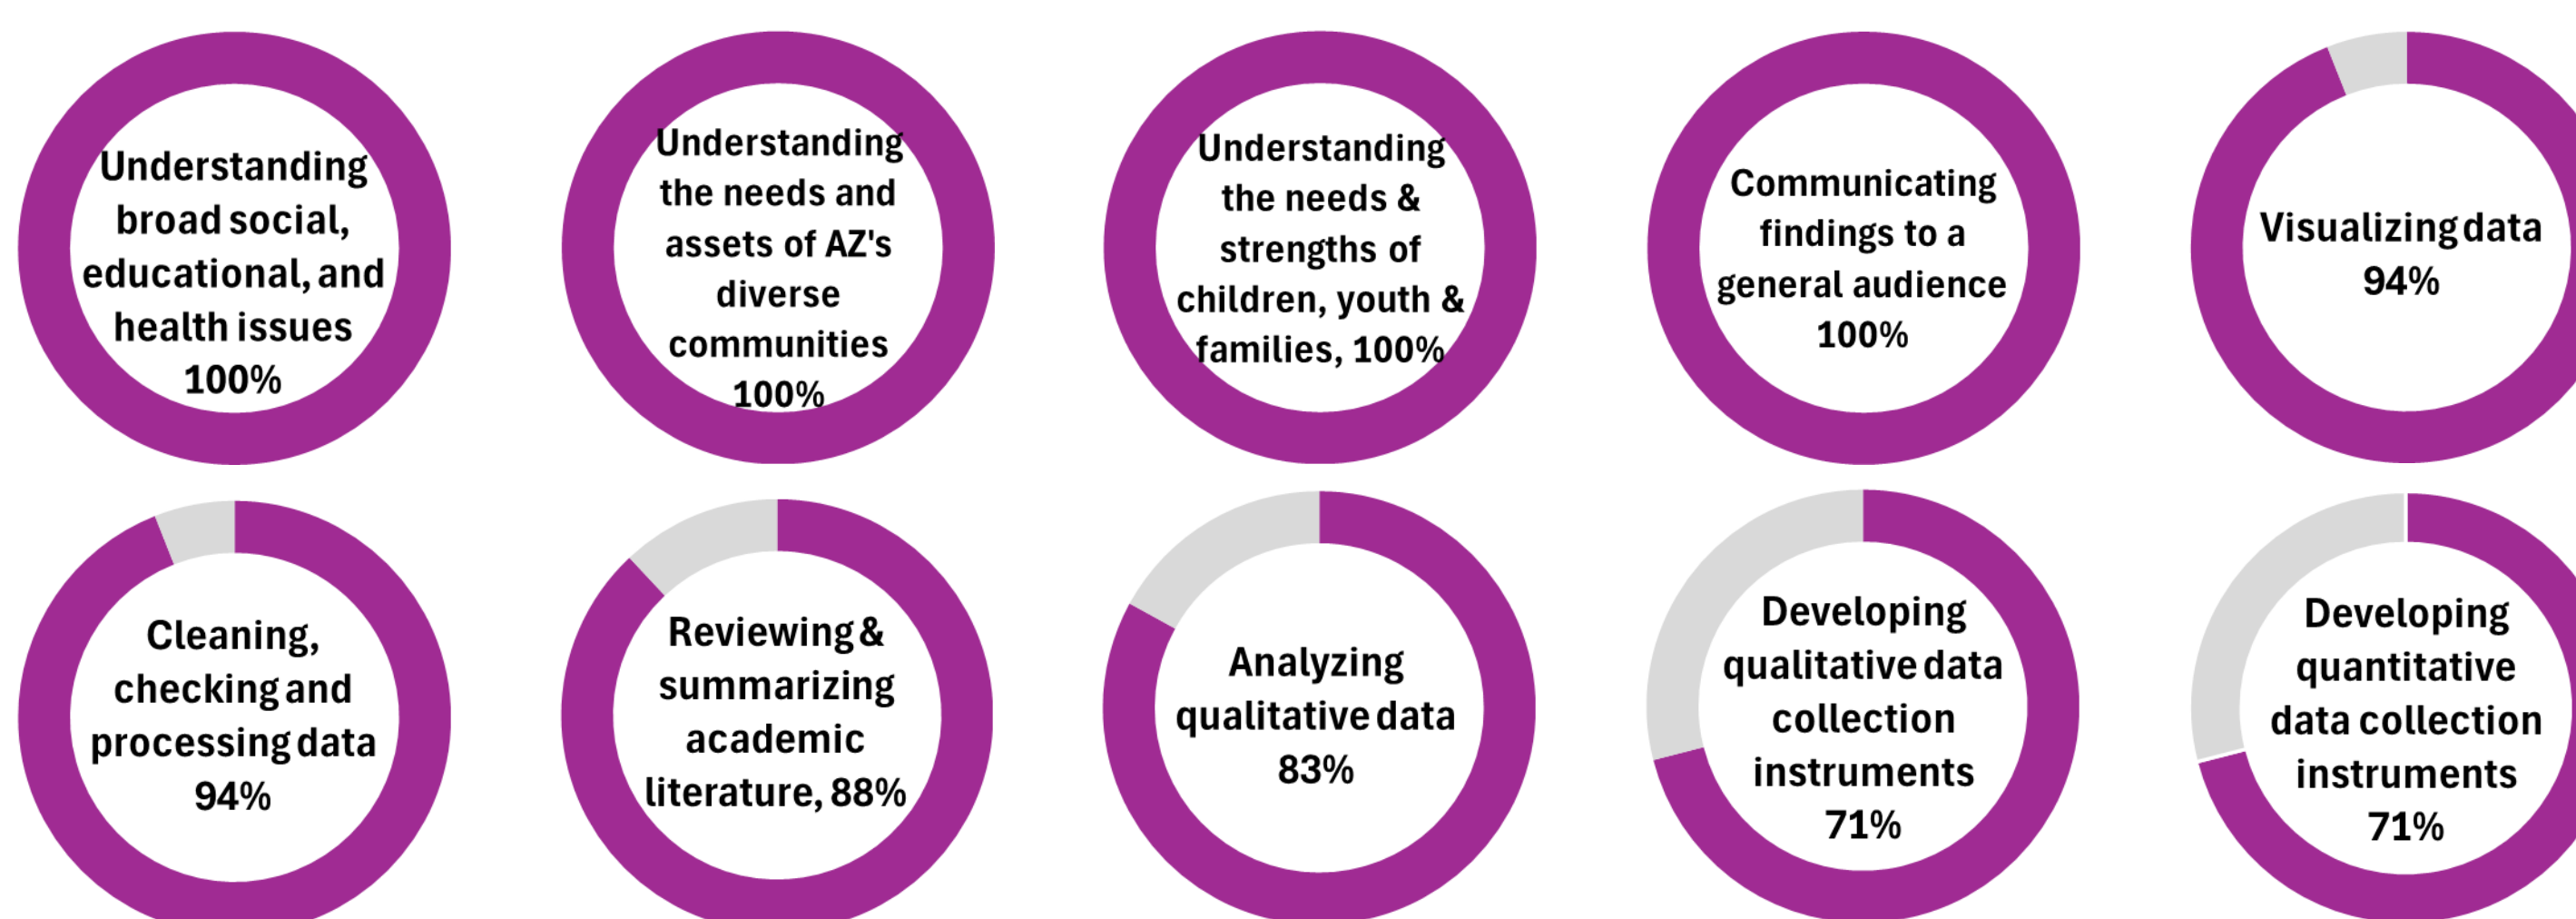 Understanding
broad social,
educational, and
health issues
100%
Understanding
the needs and
assets of AZ's
diverse
communities
100%
Understanding
the needs &
strengths of
children, youth &
families, 100%
Communicating
findings to a
general audience
100%
Visualizing data
94%
Cleaning,
checking and
processing data
94%
Reviewing &
summarizing
academic
literature, 88%
Analyzing
qualitative data
83%
Developing
qualitative data
collection
instruments
71%
Developing
quantitative
data collection
instruments
71%